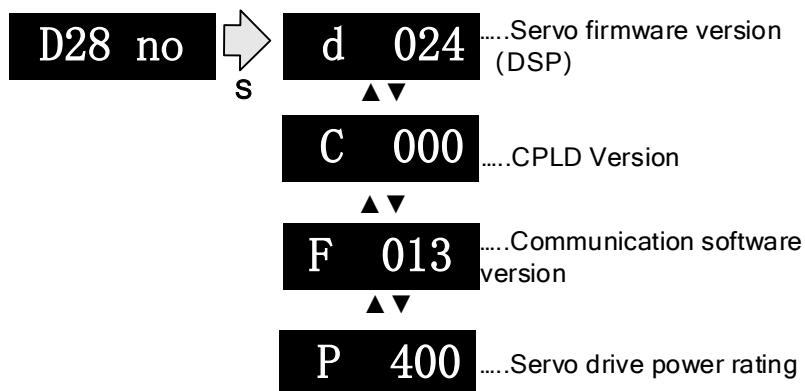 D28 no
S
d 024 .....Servo firmware version
(DSP)
▲▼
C 000 .....CPLD Version
▲▼
F 013 .....Communication software
version
▲▼
P 400 .....Servo drive power rating